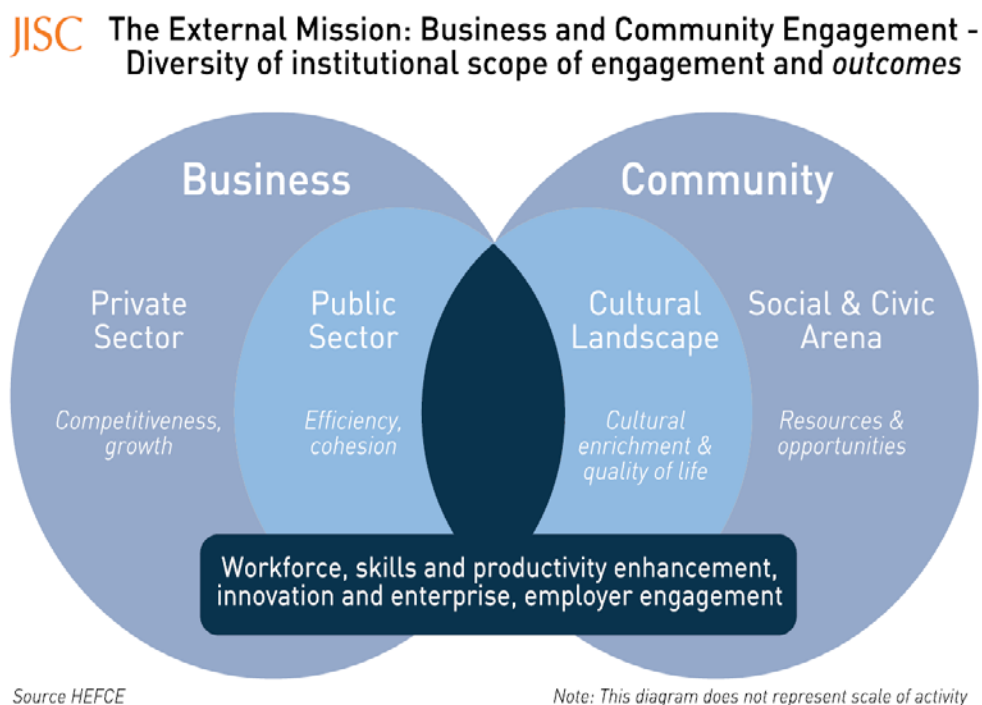 JISC
The External Mission: Business and Community Engagement -
Diversity of institutional scope of engagement and outcomes
Business
Community
Private
Sector
Public
Sector
Cultural
Landscape
Social & Civic
Arena
Competitiveness,
growth
Efficiency,
cohesion
Cultural
enrichment &
quality of life
Resources &
opportunities
Workforce, skills and productivity enhancement,
innovation and enterprise, employer engagement
Source HEFCE
Note: This diagram does not represent scale of activity